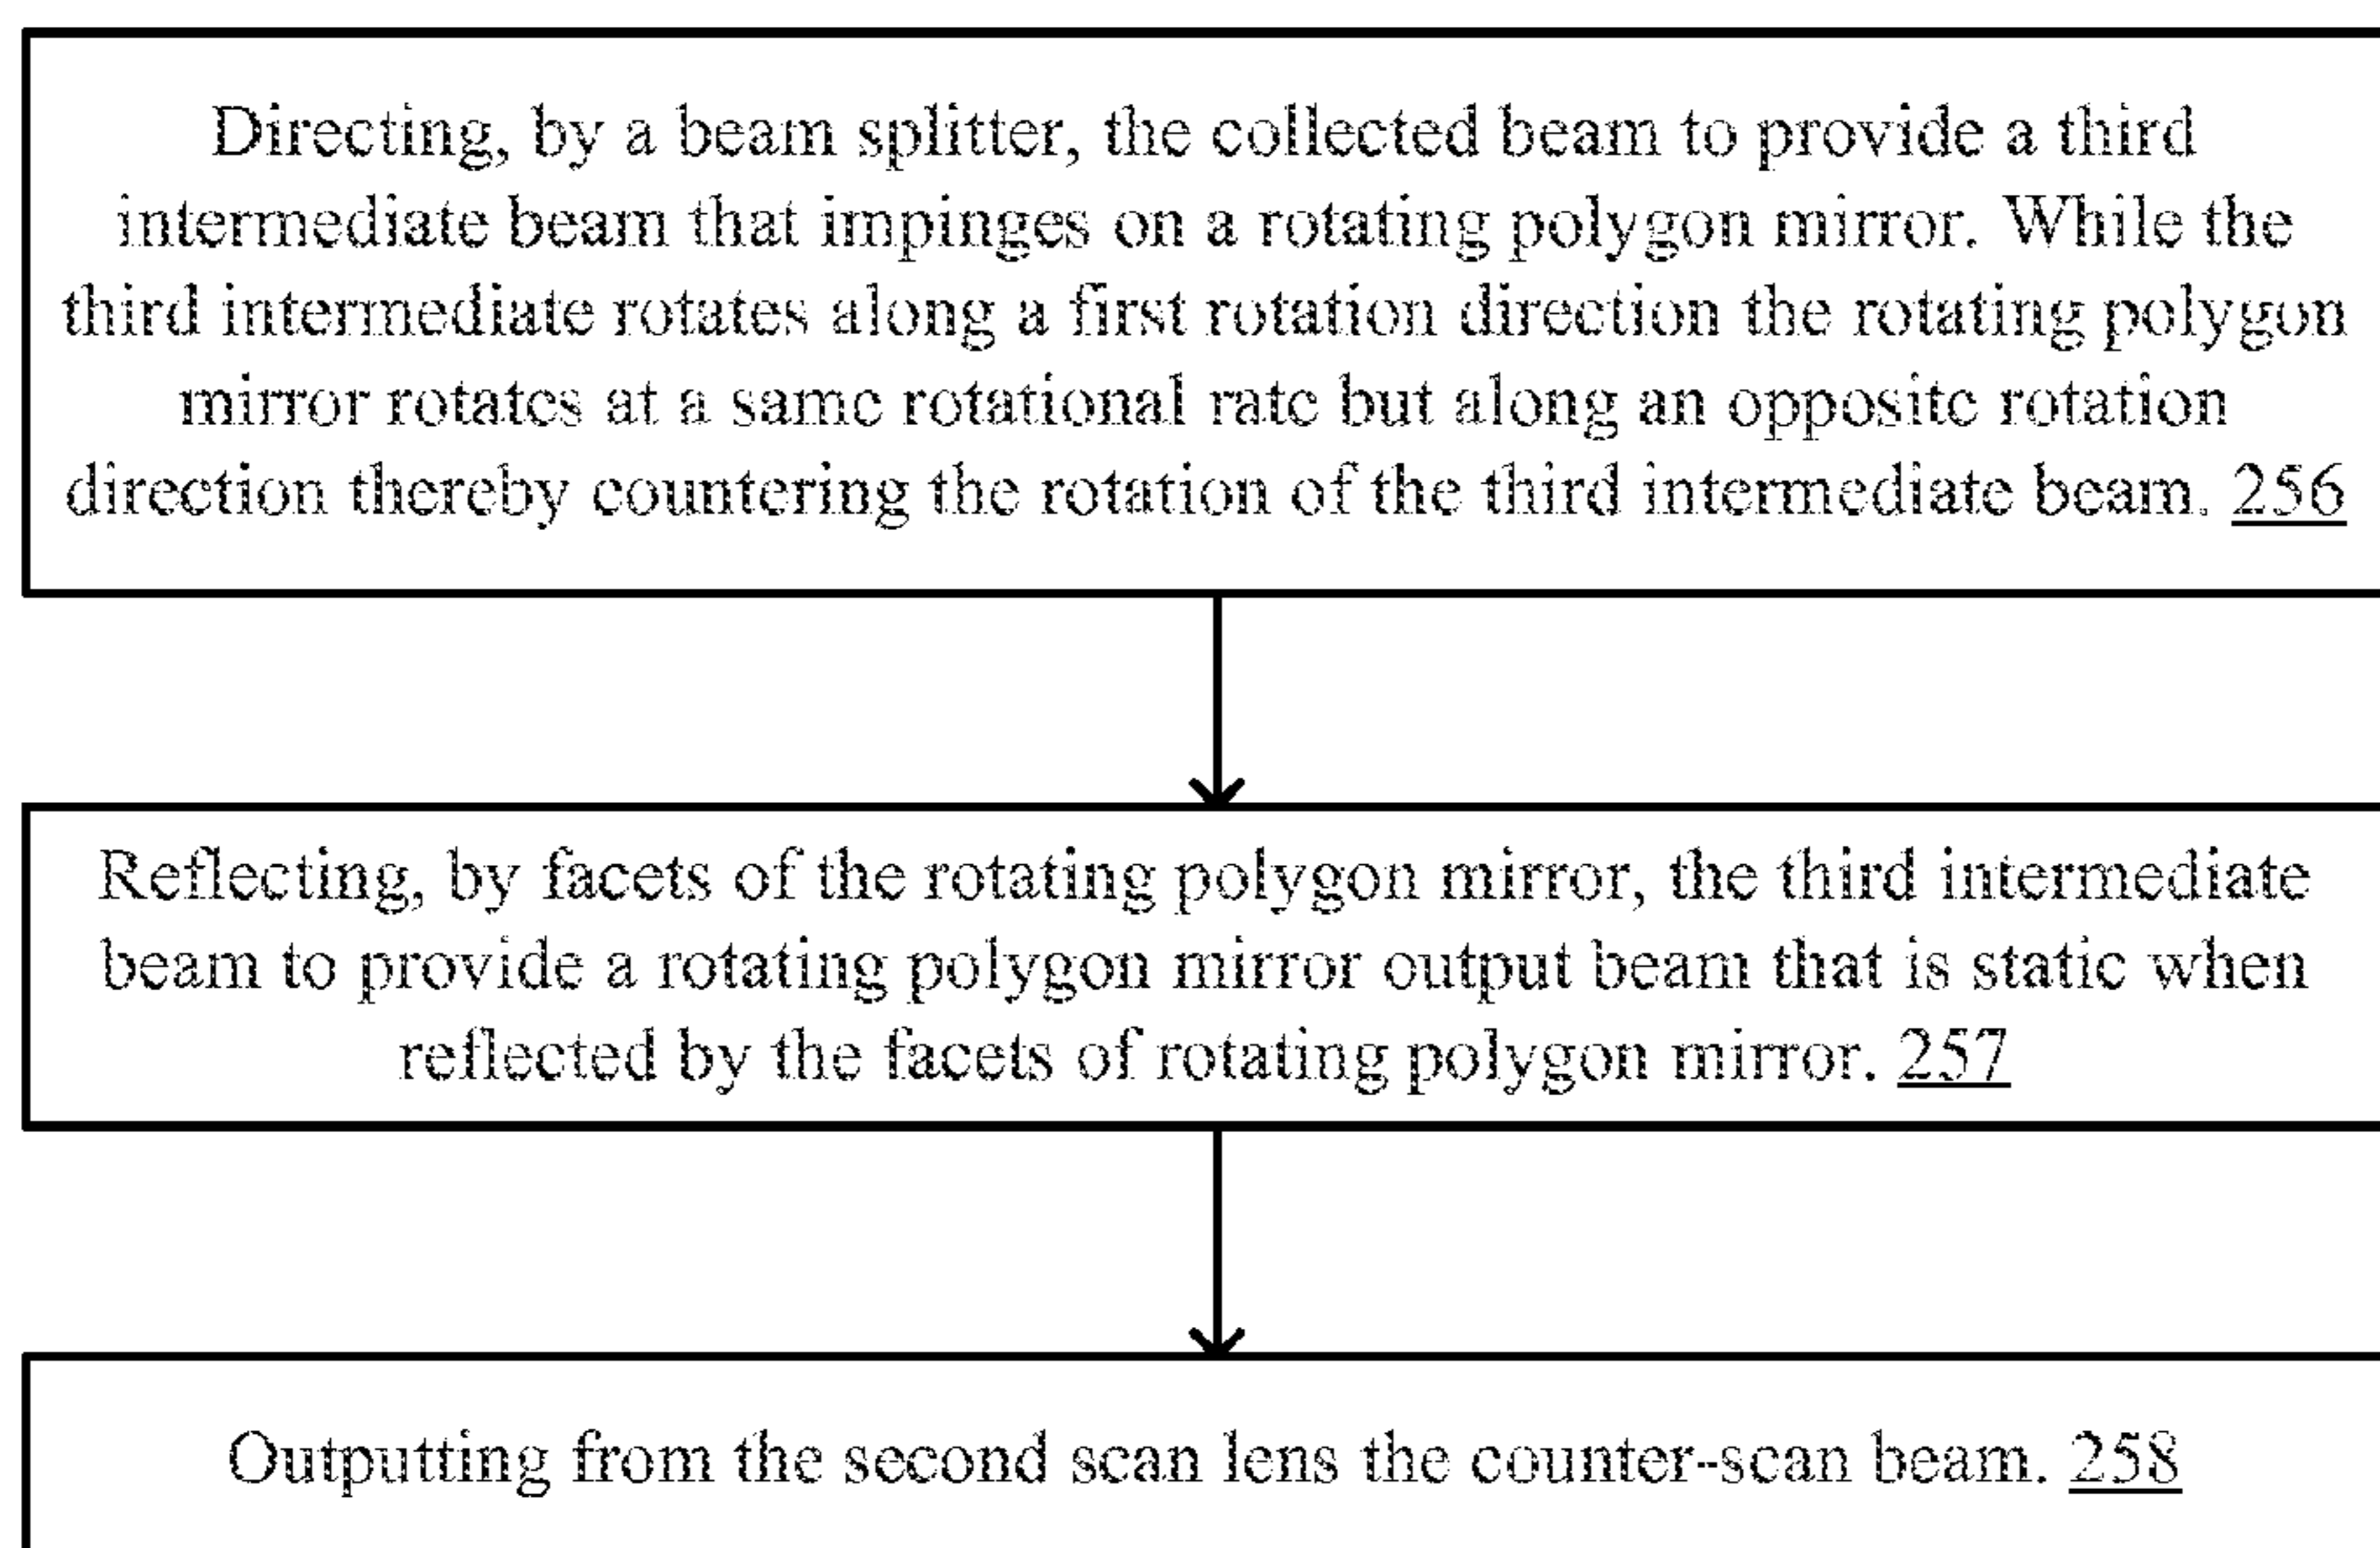 Directing, by a beam splitter, the collected beam to provide a third
intermediate beam that impinges on a rotating polygon mirror. While the
third intermediate rotates along a first rotation direction the rotating polygon
mirror rotates at a same rotational rate but along an opposite rotation
direction thereby countering the rotation of the third intermediate beam. 256
Reflecting, by facets of the rotating polygon mirror, the third intermediate
beam to provide a rotating polygon mirror output beam that is static when
reflected by the facets of rotating polygon mirror. 257
Outputting from the second scan lens the counter-scan beam. 258